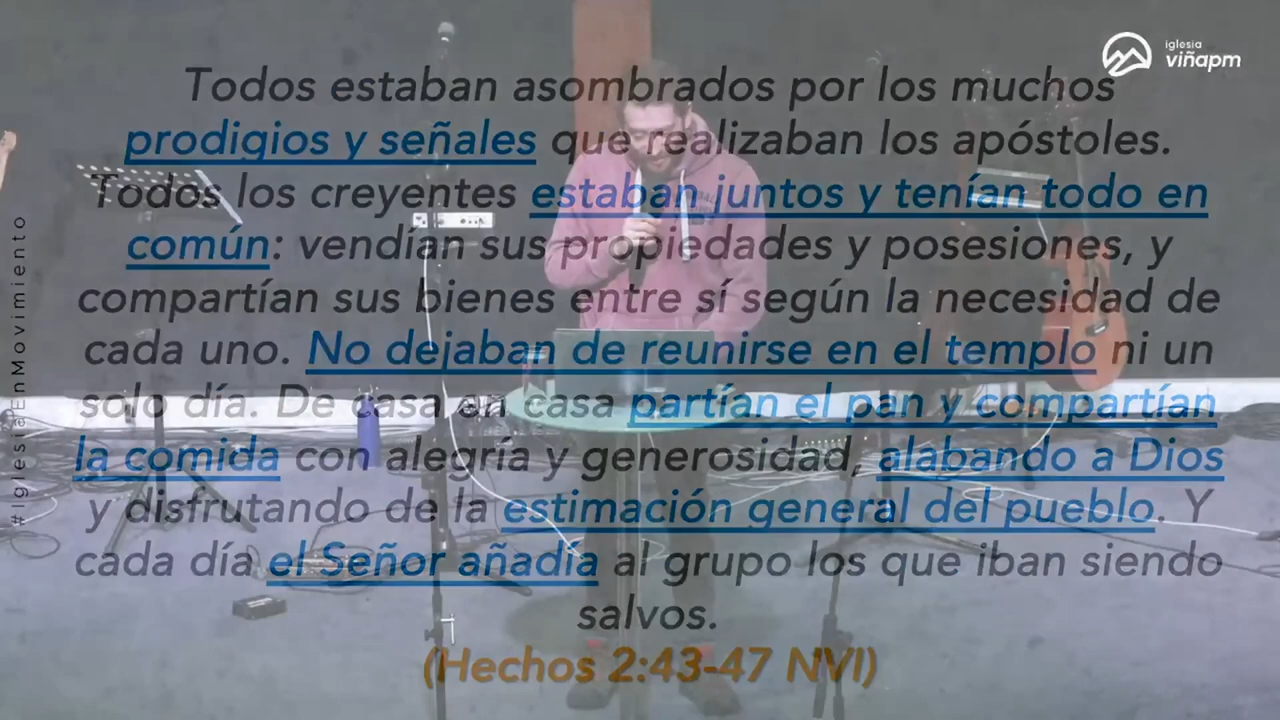 iglesia
viñapm
Todos estaban asombrados por los muchos
prodigios y señales que realizaban los apóstoles.
Todos los creyentes estaban juntos y tenían todo en
común: vendían sus propiedades y posesiones, y
compartían sus bienes entre sí según la necesidad de
cada uno. No dejaban de reunirse en el templo ni un
solo día. De casa en casa partían el pan y compartían
la comida con alegría y generosidad, alabando a Dios
y disfrutando de la estimación general del pueblo. Y
cada día el Señor añadía al grupo los que iban siendo
salvos.
(Hechos 2:43-47 NVI)
#IglesiaEnMovimiento